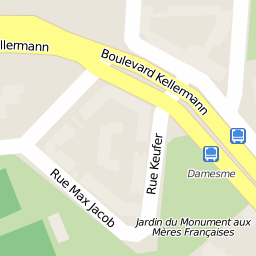 llermann
Boulevard Kellermann
Rue Keufer
Damesme
Rue Max Jacob
Jardin du Monument aux
Mères Françaises